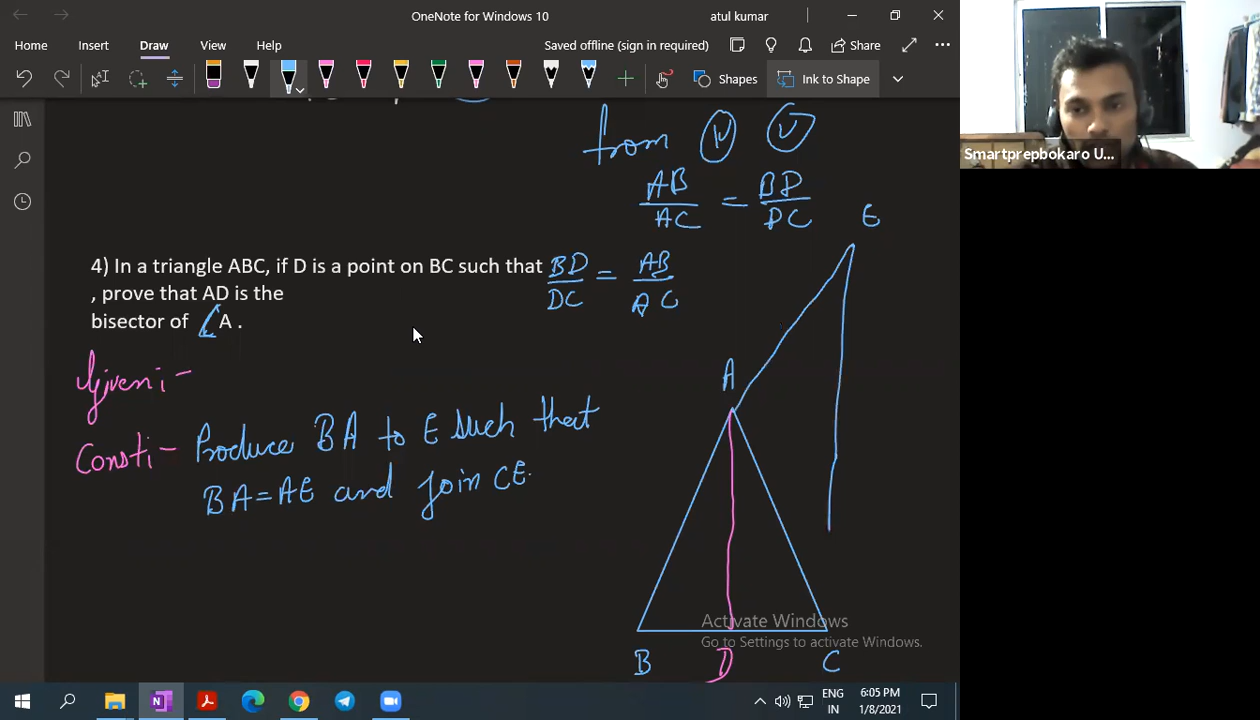 OneNote for Windows 10
atul kumar
Home Insert Draw View Help
Saved offline (sign in required)
Share
Shapes
Ink to Shape
from IV V
AB/AC = BD/DC
4) In a triangle ABC, if D is a point on BC such that BD/DC = AB/AC
, prove that AD is the
bisector of ∠A .
Given:-
Const:- Produce BA to E such that
BA=AE and join CE.
E
A
B D C
Activate Windows
Go to Settings to activate Windows.
Smartprepbokaro U...
ENG
IN
6:05 PM
1/8/2021